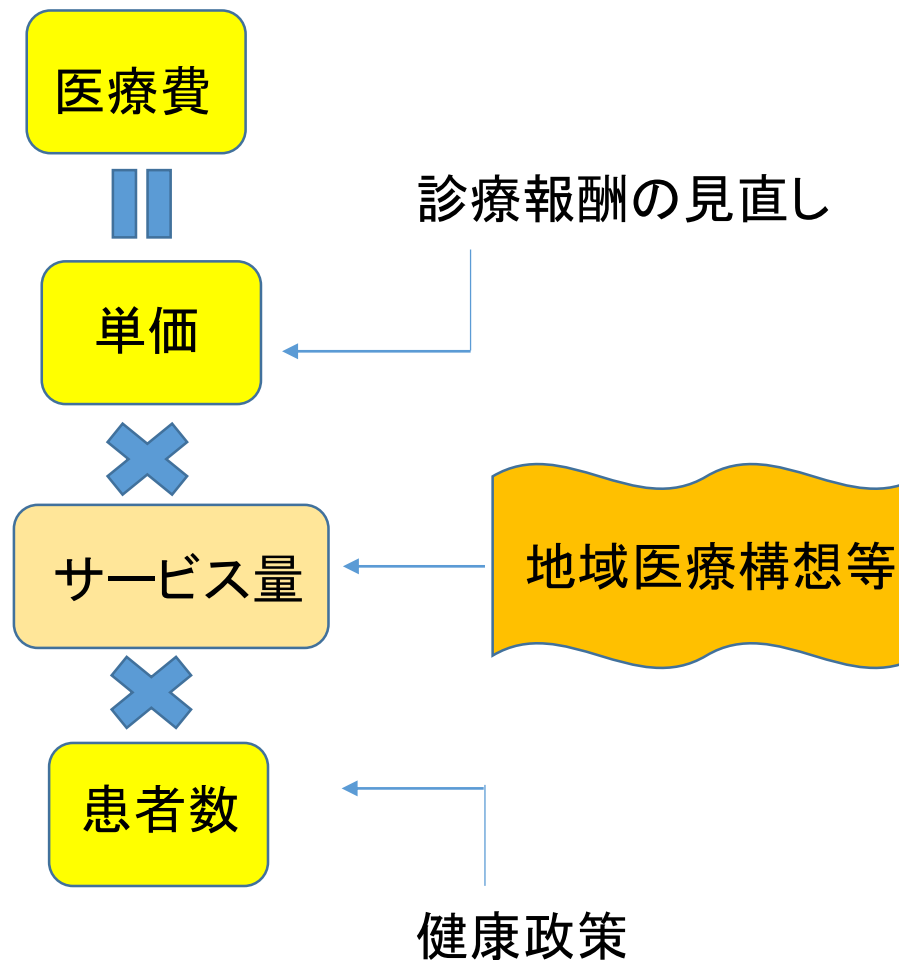 医療費
診療報酬の見直し
単価
サービス量
地域医療構想等
患者数
健康政策